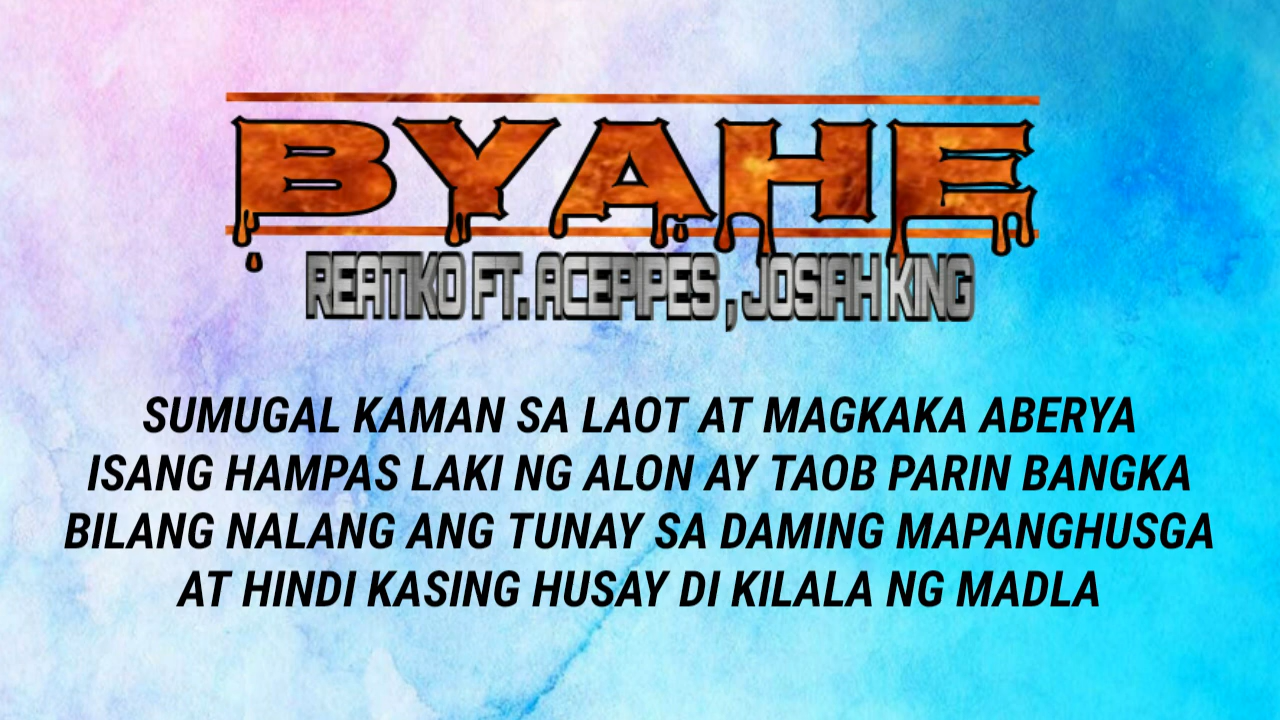 BYAHE
REATIKO FT. ACEPIPES , JOSIAH KING
SUMUGAL KAMAN SA LAOT AT MAGKAKA ABERYA
ISANG HAMPAS LAKI NG ALON AY TAOB PARIN BANGKA
BILANG NALANG ANG TUNAY SA DAMING MAPANGHUSGA
AT HINDI KASING HUSAY DI KILALA NG MADLA